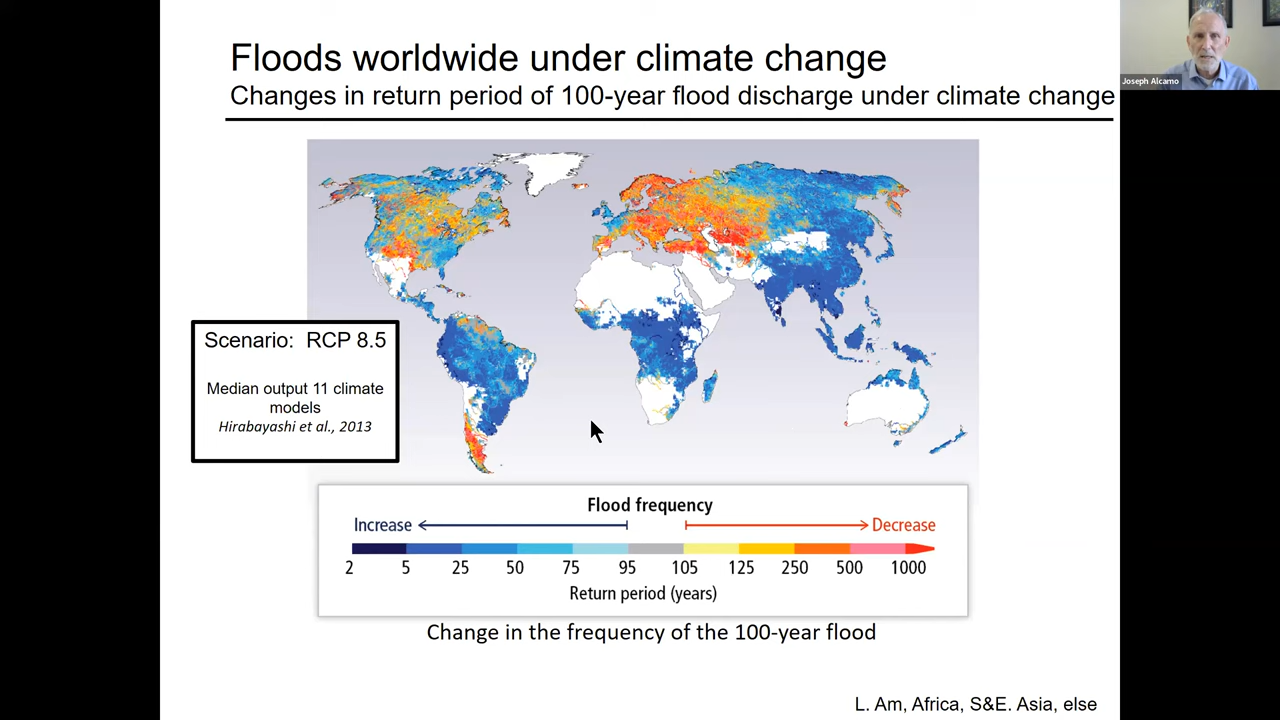 Floods worldwide under climate change
Changes in return period of 100-year flood discharge under climate change
Joseph Alcamo
Scenario: RCP 8.5
Median output 11 climate
models
Hirabayashi et al., 2013
Flood frequency
Increase
Decrease
2 5 25 50 75 95 105 125 250 500 1000
Return period (years)
Change in the frequency of the 100-year flood
L. Am, Africa, S&E. Asia, else